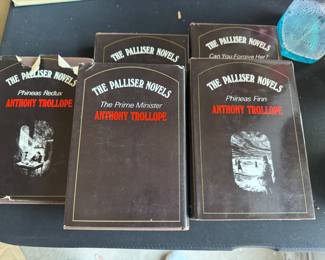 THE PALLISER NOVELS
THE PALLISER NOVELS
Can You Forgive Her?
THE PALLISER NOVELS
Phineas Redux
ANTHONY TROLLOPE
THE PALLISER NOVELS
The Prime Minister
ANTHONY TROLLOPE
THE PALLISER NOVELS
Phineas Finn
ANTHONY TROLLOPE